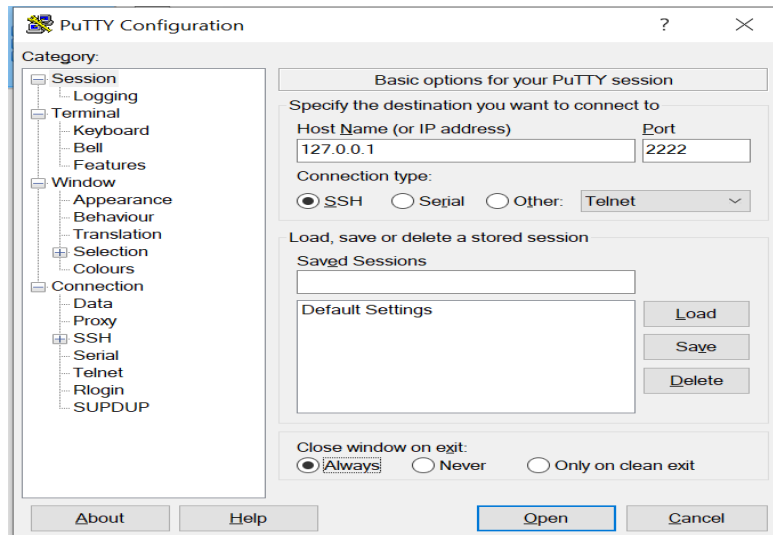 PuTTY Configuration
?
Category:
Session
Logging
Terminal
Keyboard
Bell
Features
Window
Appearance
Behaviour
Translation
Selection
Colours
Connection
Data
Proxy
SSH
Serial
Telnet
Rlogin
SUPDUP
Basic options for your PuTTY session
Specify the destination you want to connect to
Host Name (or IP address) Port
127.0.0.1 2222
Connection type:
SSH Serial Other: Telnet
Load, save or delete a stored session
Saved Sessions
Default Settings
Load
Save
Delete
Close window on exit:
Always Never Only on clean exit
About Help Open Cancel